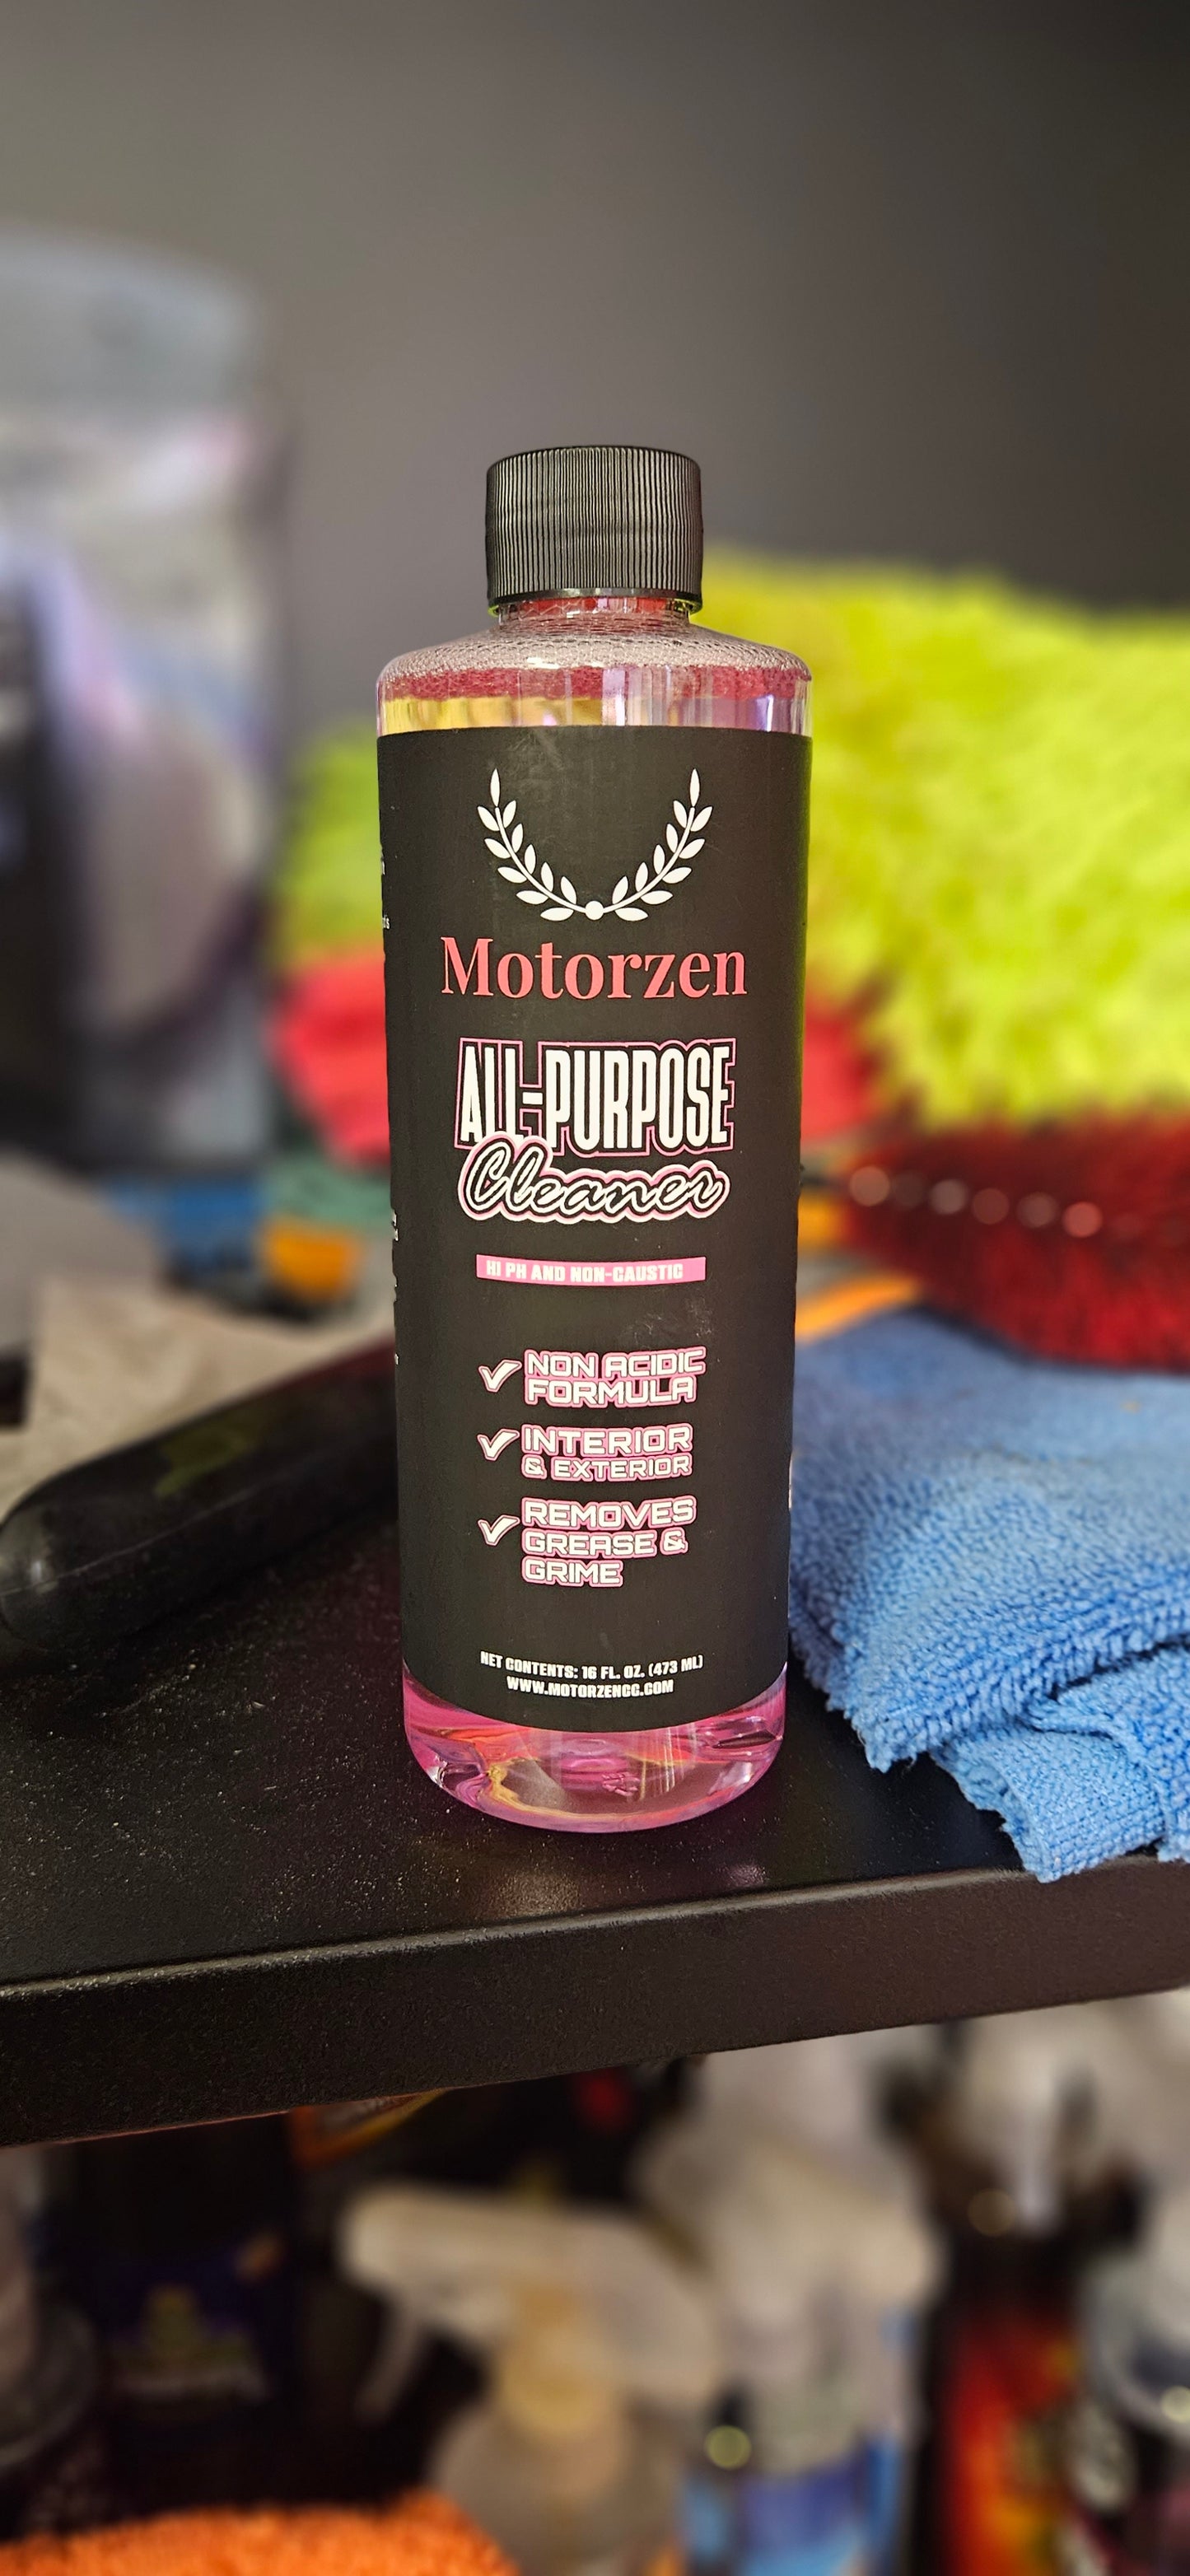 Motorzen
ALL-PURPOSE
Cleaner
HI PH AND NON-CAUSTIC
NON ACIDIC
FORMULA
INTERIOR
& EXTERIOR
REMOVES
GREASE &
GRIME
NET CONTENTS: 16 FL. OZ. (473 ML)
WWW.MOTORZENCC.COM